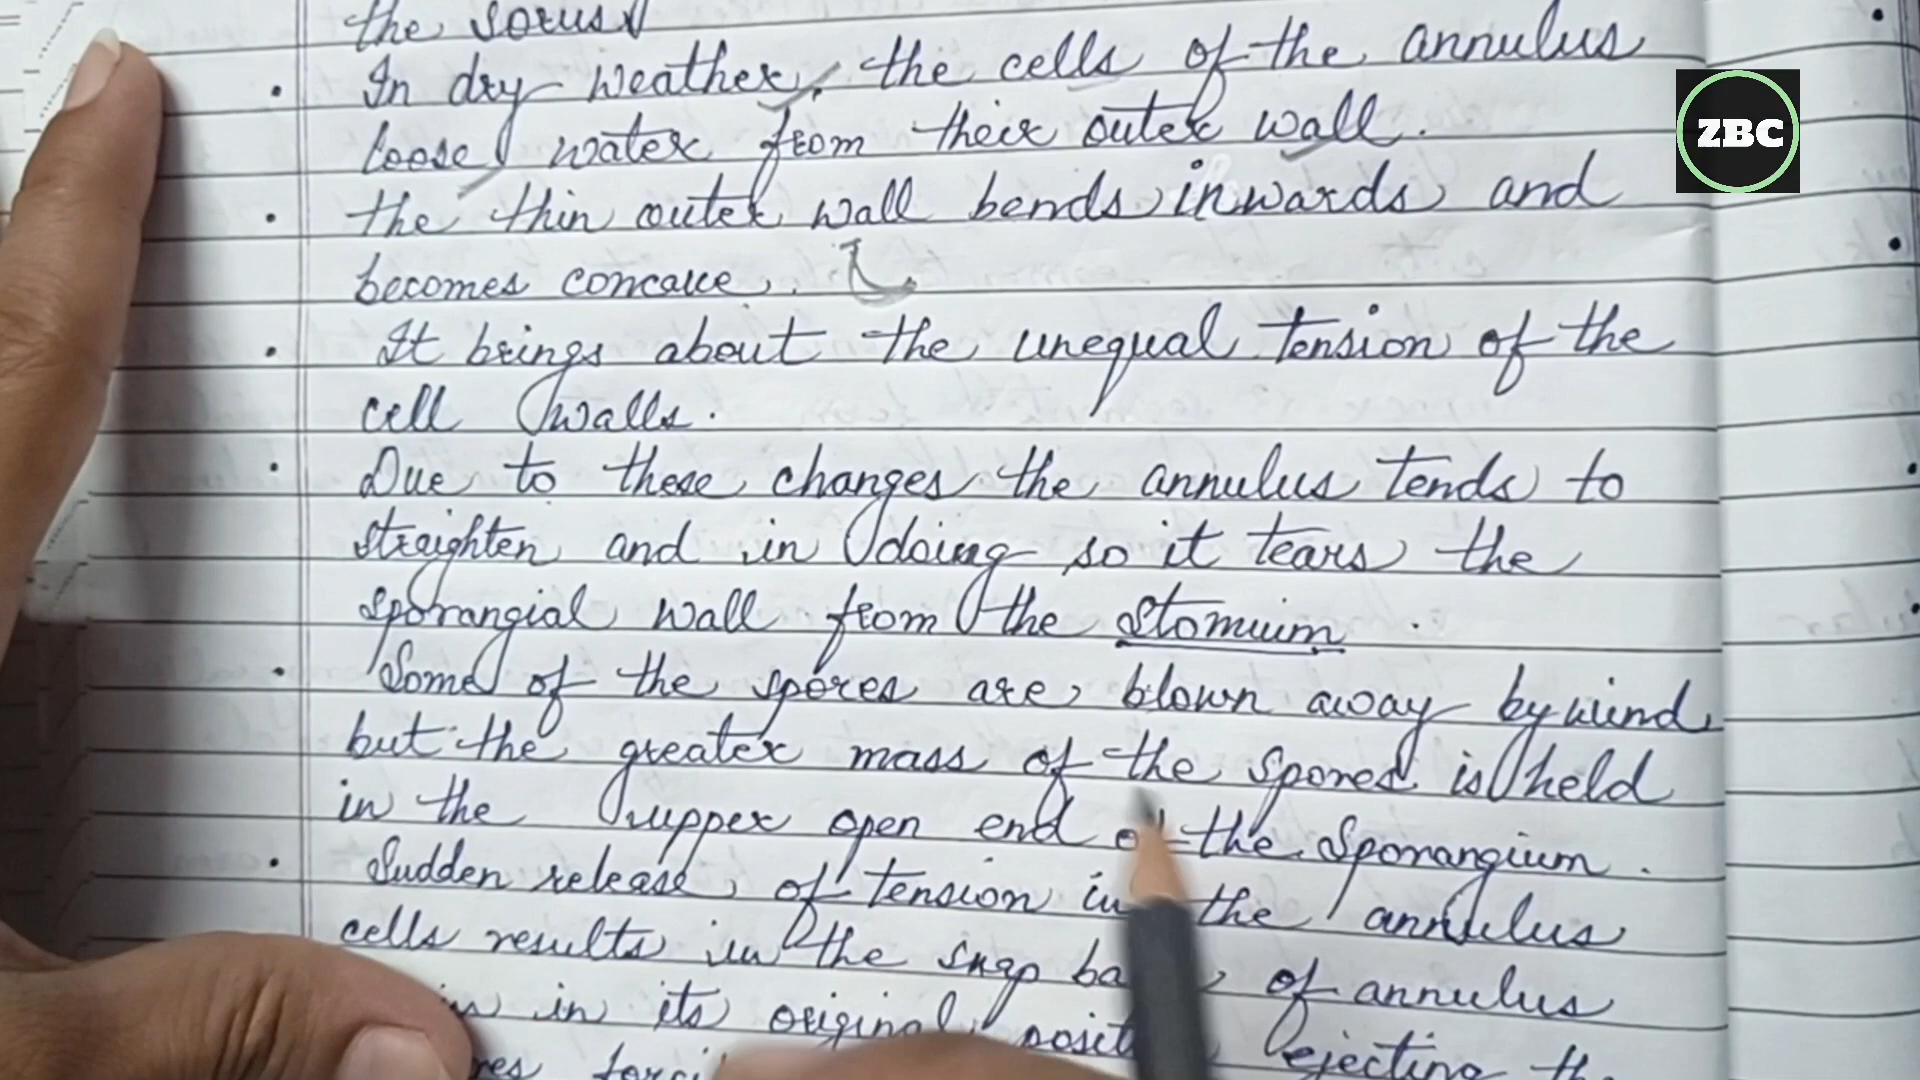 the sorus
In dry weather, the cells of the annulus
loose water from their outer wall.
the thin outer wall bends inwards and
becomes concave.
It brings about the unequal tension of the
cell walls.
Due to these changes the annulus tends to
straighten and in doing so it tears the
sporangial wall from the stomium.
Some of the spores are blown away by wind
but the greater mass of the spores is held
in the upper open end of the Sporangium.
Sudden release of tension in the annulus
cells results in the snap of annulus
in its original ejecting
ZBC